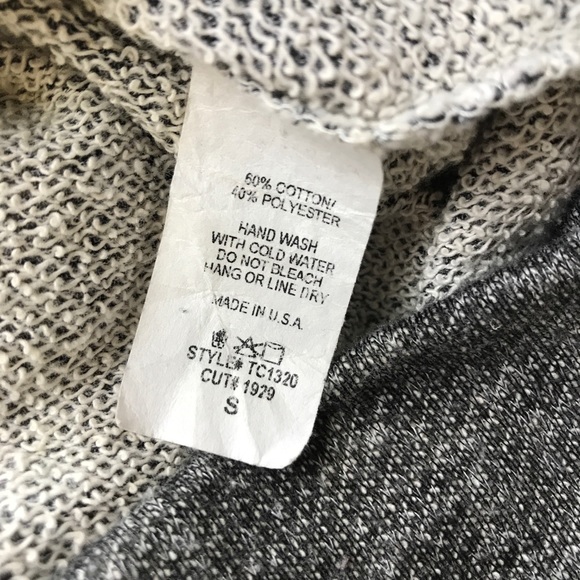 60% COTTON/
40% POLYESTER
HAND WASH
WITH COLD WATER
DO NOT BLEACH
HANG OR LINE DRY
MADE IN U.S.A.
STYLE# TC1320
CUT# 1929
S